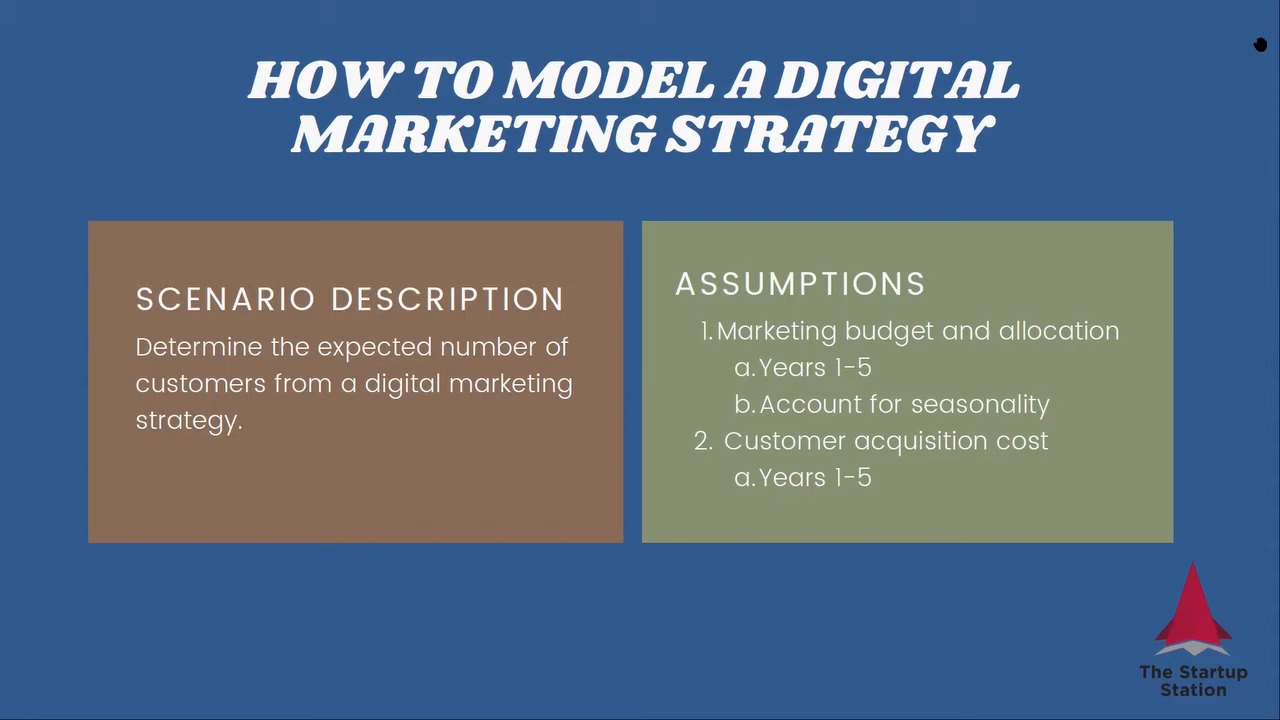 HOW TO MODEL A DIGITAL
MARKETING STRATEGY
SCENARIO DESCRIPTION
Determine the expected number of
customers from a digital marketing
strategy.
ASSUMPTIONS
1. Marketing budget and allocation
a. Years 1-5
b. Account for seasonality
2. Customer acquisition cost
a. Years 1-5
The Startup
Station